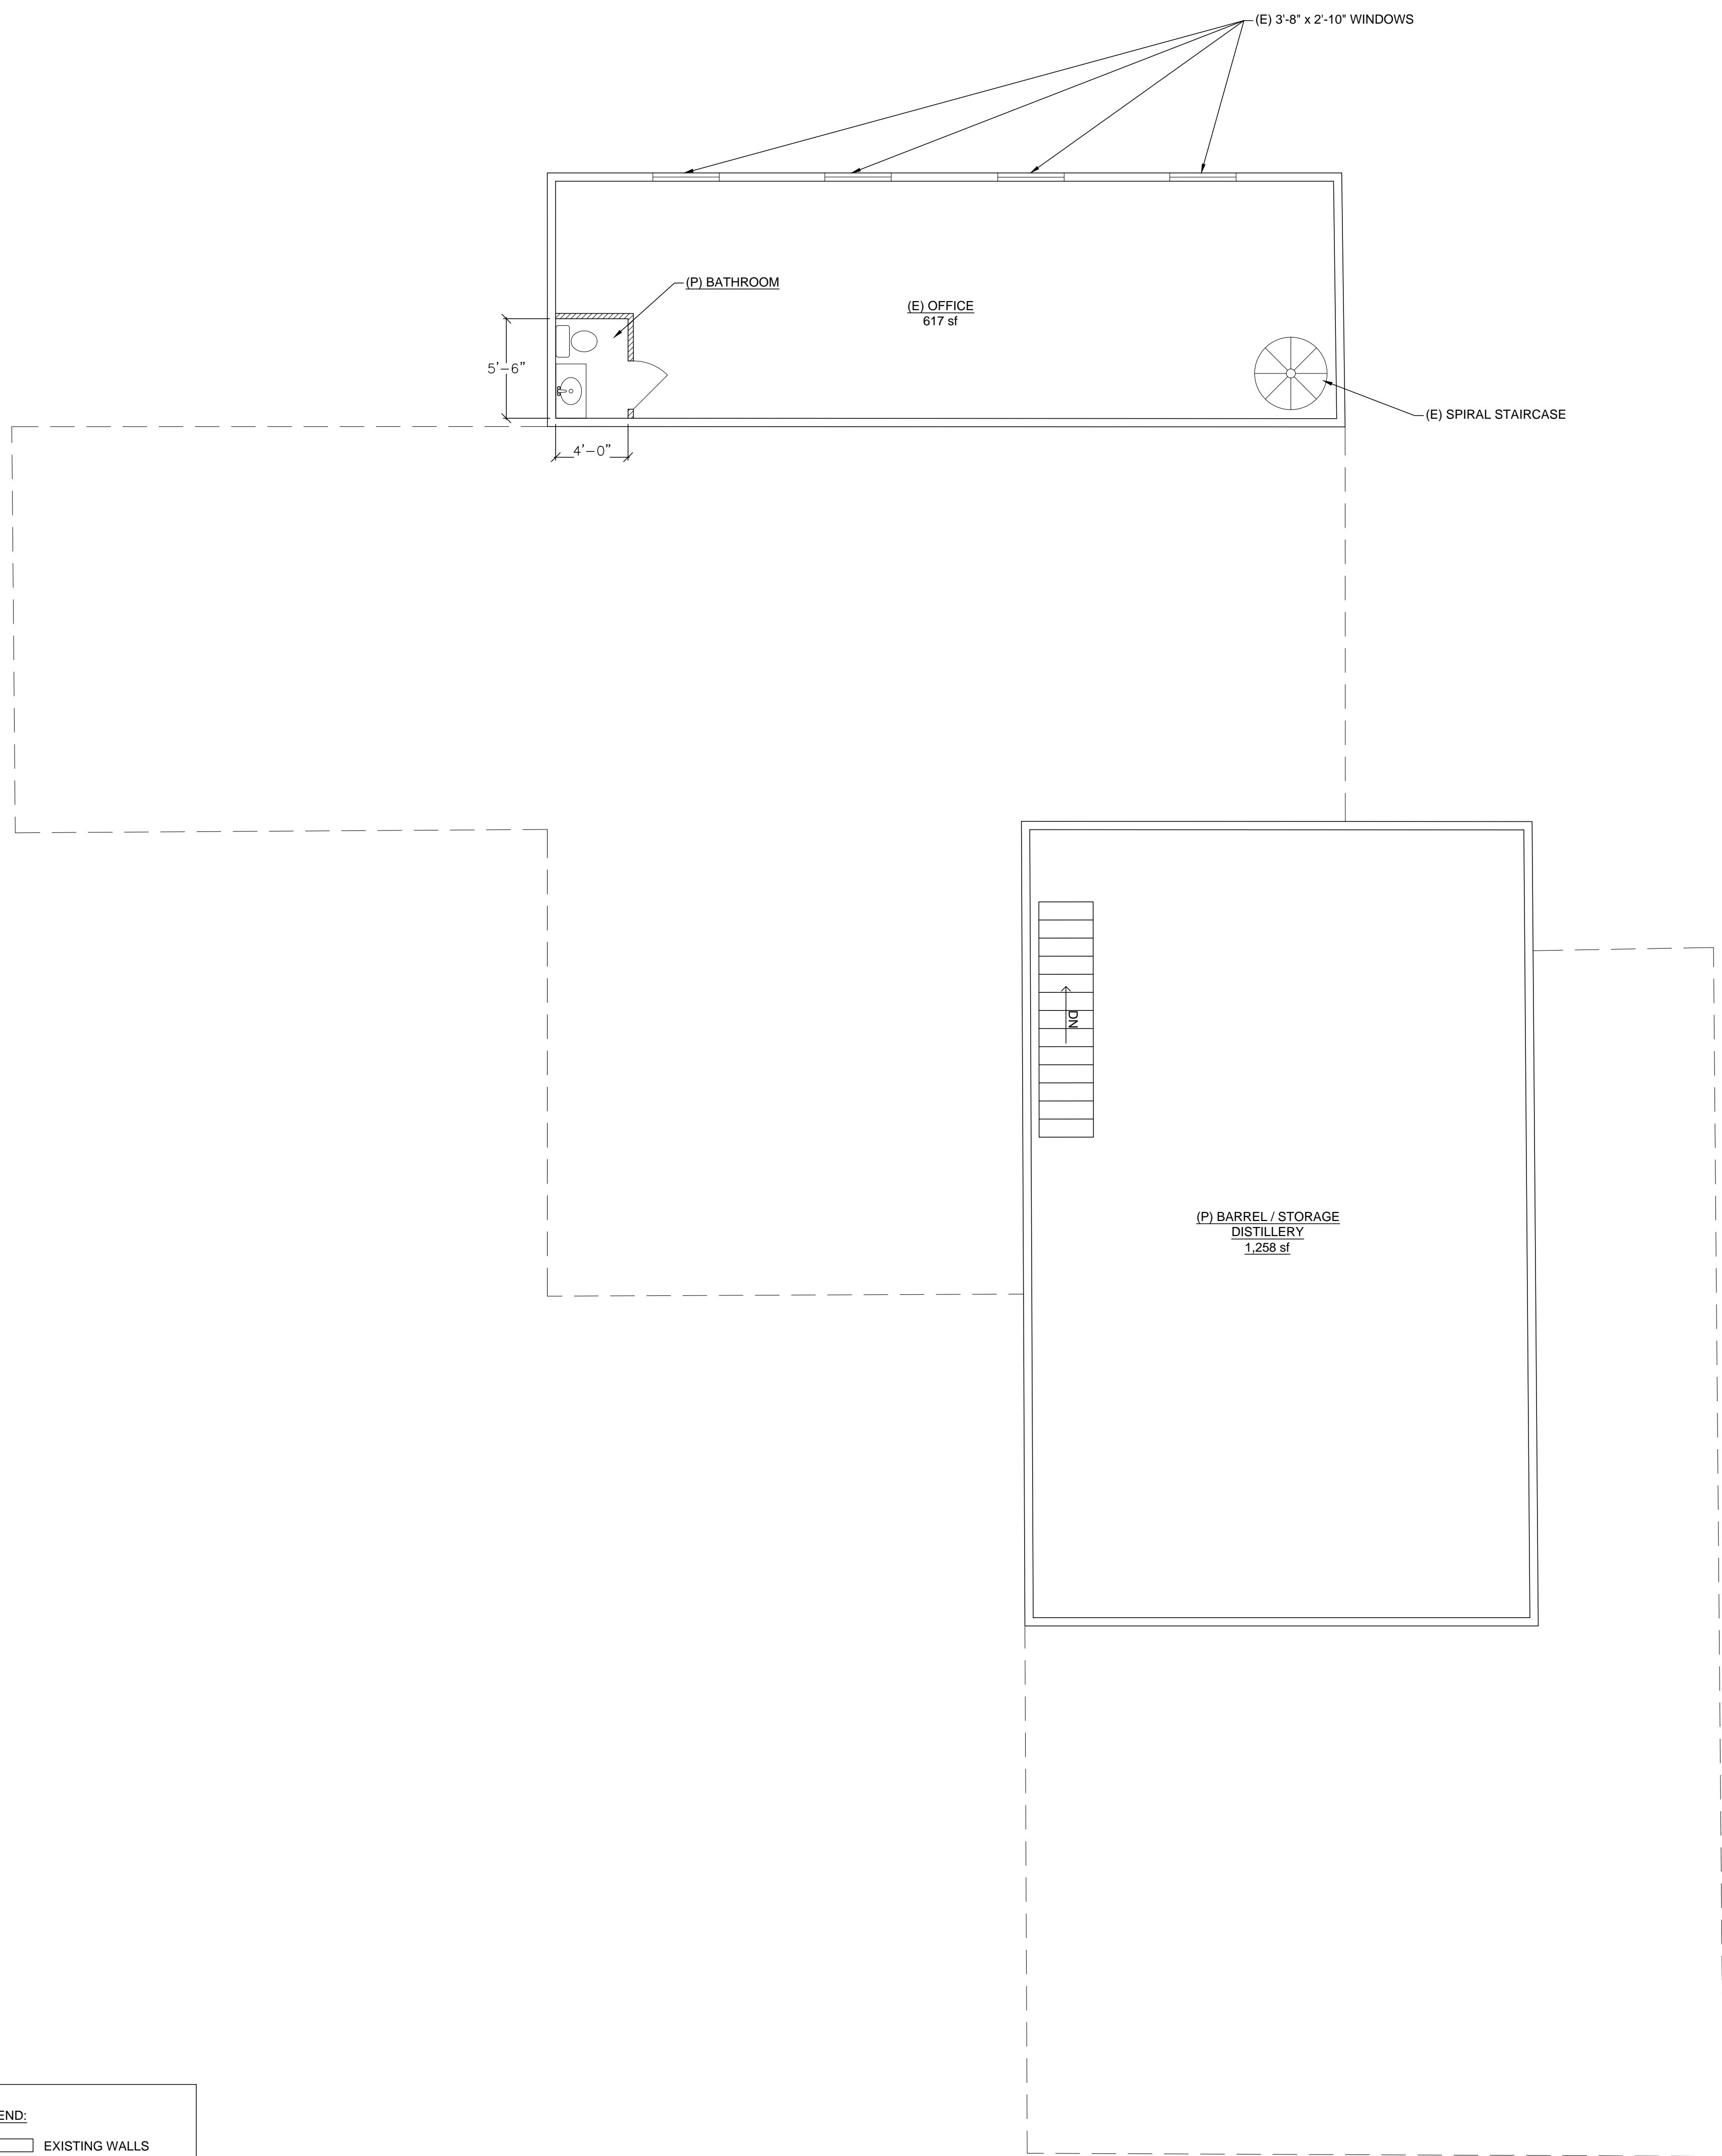 (E) 3'-8" x 2'-10" WINDOWS
(P) BATHROOM
(E) OFFICE
617 sf
5'-6"
(E) SPIRAL STAIRCASE
4'-0"
DN
(P) BARREL / STORAGE
DISTILLERY
1,258 sf
END:
EXISTING WALLS